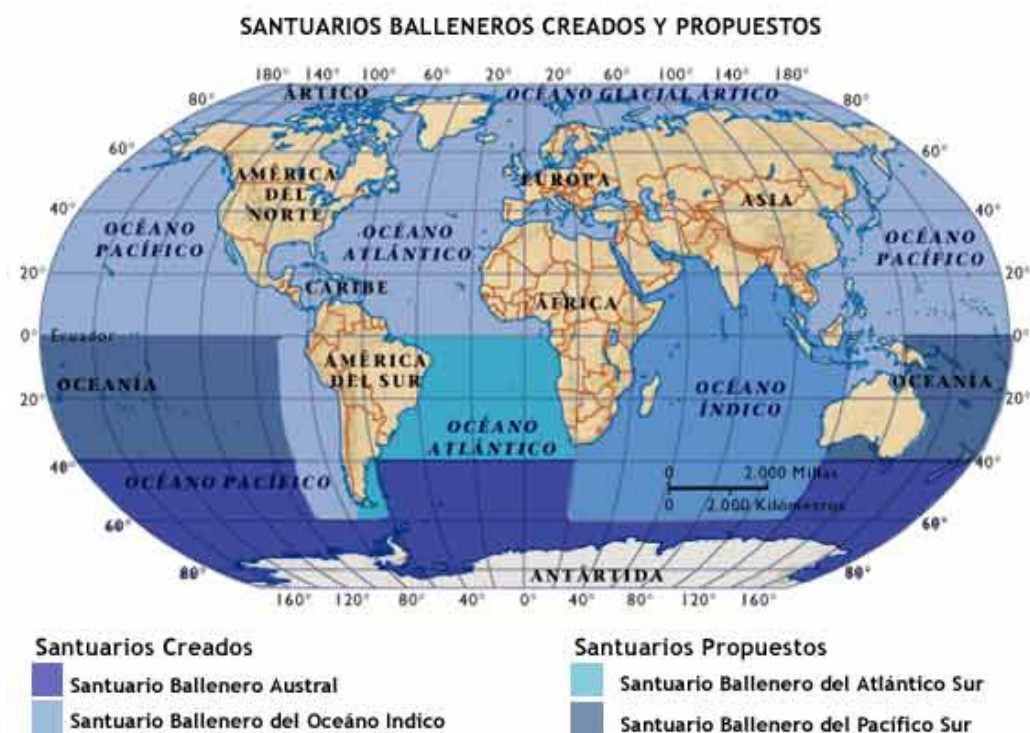 SANTUARIOS BALLENEROS CREADOS Y PROPUESTOS
180° 140° 100° 60° 20° 20° 60° 100° 140° 180°
80° ÁRTICO OCÉANO GLACIAL ÁRTICO 80°
60° 60°
AMÉRICA
DEL
NORTE
EUROPA
ASIA
40° 40°
OCÉANO
PACÍFICO
OCÉANO
ATLÁNTICO
OCÉANO
PACÍFICO
20° 20°
CARIBE
ÁFRICA
0° Ecuador 0°
OCEANÍA
AMÉRICA
DEL SUR
OCÉANO
ÍNDICO
OCEANÍA
20° 20°
OCÉANO
ATLÁNTICO
40° 40°
OCÉANO PACÍFICO
0 2.000 Millas
0 2.000 Kilómetros
60° 60°
80° ANTÁRTIDA 80°
160° 120° 80° 40° 0° 40° 80° 120° 160°
Santuarios Creados
Santuario Ballenero Austral
Santuario Ballenero del Oceáno Indico
Santuarios Propuestos
Santuario Ballenero del Atlántico Sur
Santuario Ballenero del Pacífico Sur